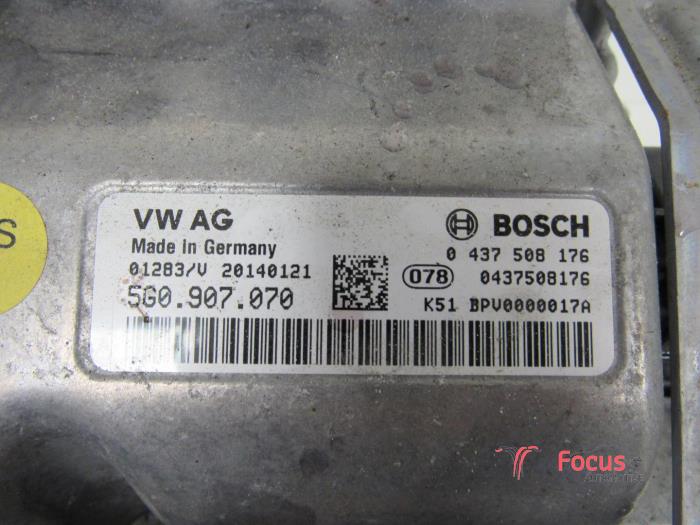 S
VW AG
Made in Germany
01283/V 20140121
5G0.907.070
BOSCH
0 437 508 176
078 0437508176
K51 BPV0000017A
Focus
AUTOMOTIVE